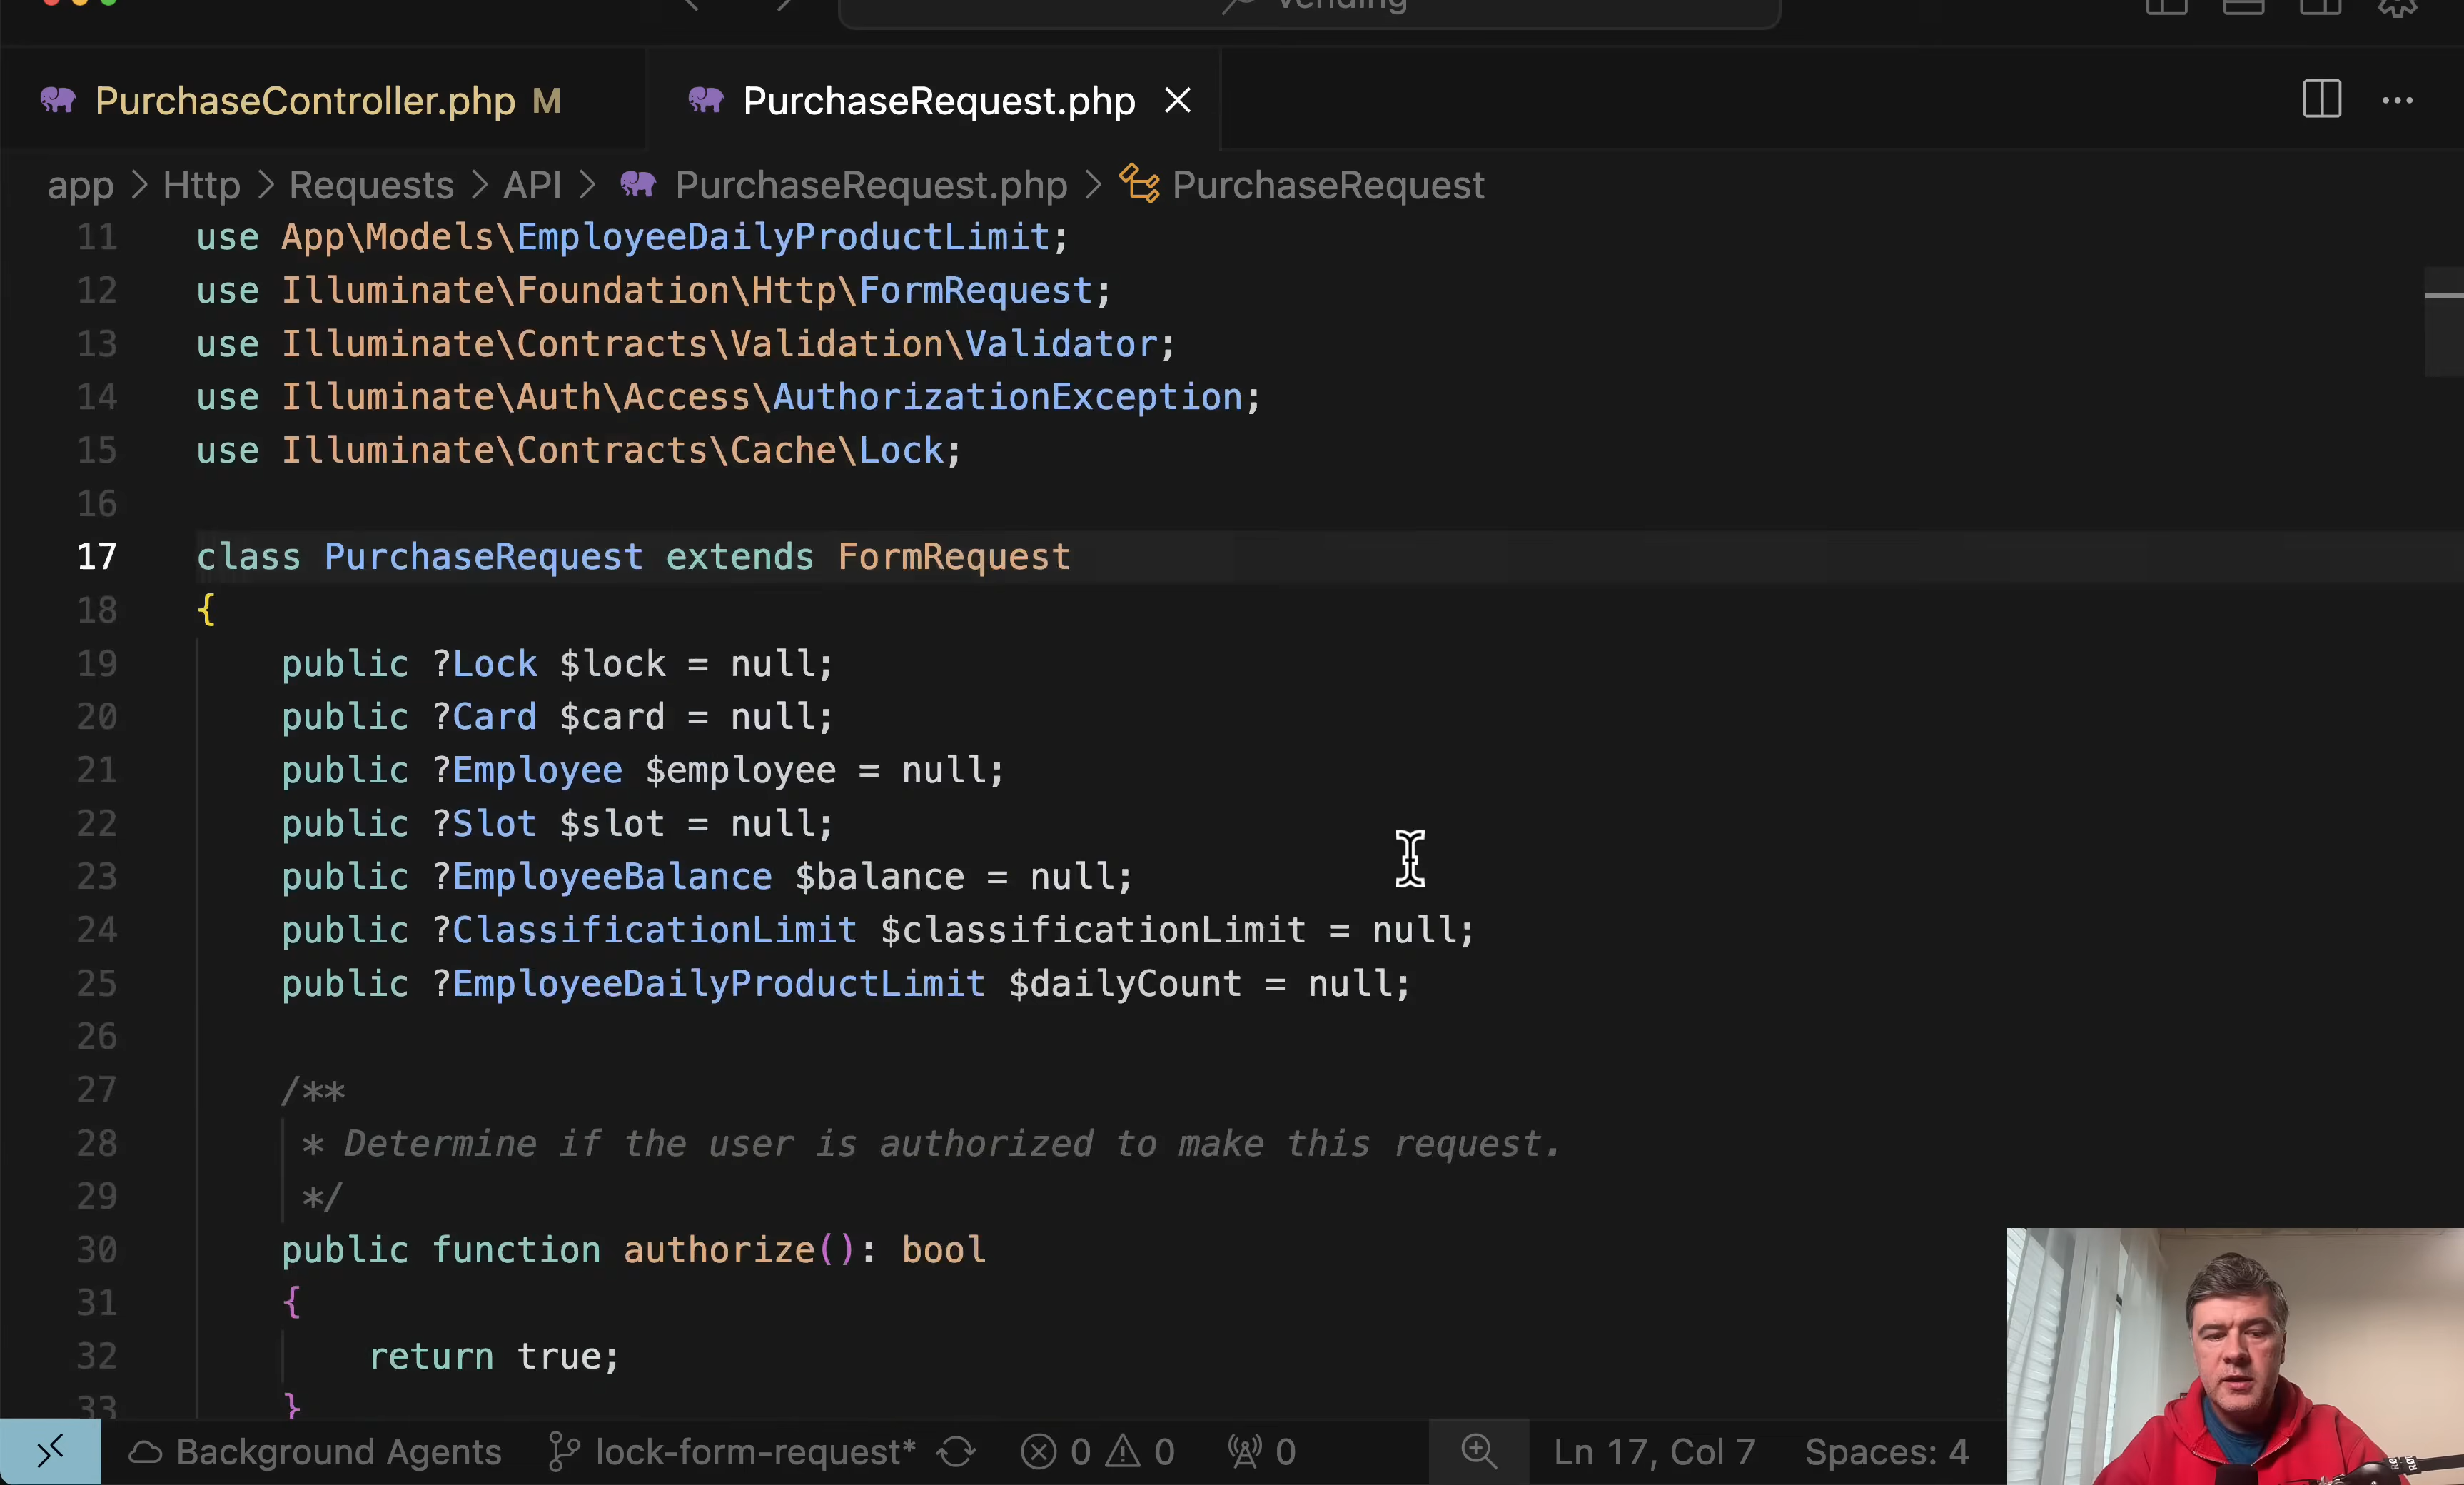 vending
PurchaseController.php M
PurchaseRequest.php
app > Http > Requests > API > PurchaseRequest.php > PurchaseRequest
11 use App\Models\EmployeeDailyProductLimit;
12 use Illuminate\Foundation\Http\FormRequest;
13 use Illuminate\Contracts\Validation\Validator;
14 use Illuminate\Auth\Access\AuthorizationException;
15 use Illuminate\Contracts\Cache\Lock;
16
17 class PurchaseRequest extends FormRequest
18 {
19 public ?Lock $lock = null;
20 public ?Card $card = null;
21 public ?Employee $employee = null;
22 public ?Slot $slot = null;
23 public ?EmployeeBalance $balance = null;
24 public ?ClassificationLimit $classificationLimit = null;
25 public ?EmployeeDailyProductLimit $dailyCount = null;
26
27 /**
28 * Determine if the user is authorized to make this request.
29 */
30 public function authorize(): bool
31 {
32 return true;
33 }
Background Agents lock-form-request* 0 0 0 Ln 17, Col 7 Spaces: 4